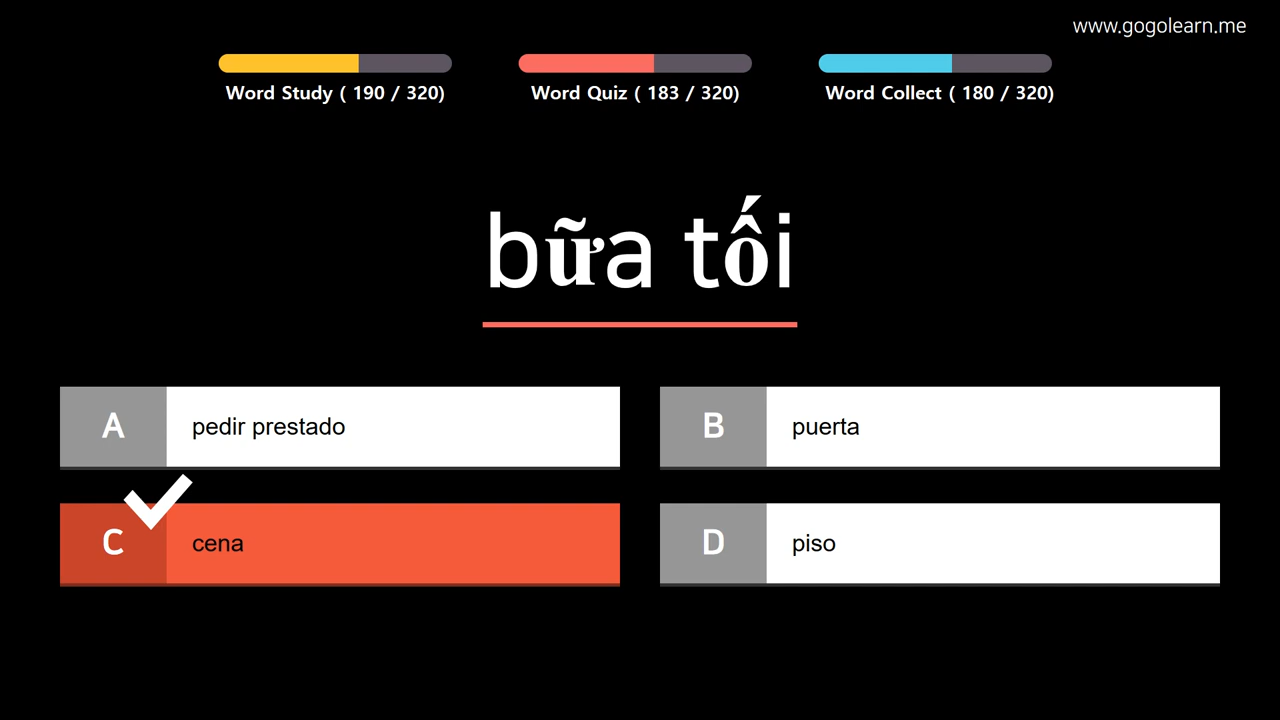 www.gogolearn.me
Word Study ( 190 / 320)
Word Quiz ( 183 / 320)
Word Collect ( 180 / 320)
bữa tối
A pedir prestado
B puerta
C cena
D piso